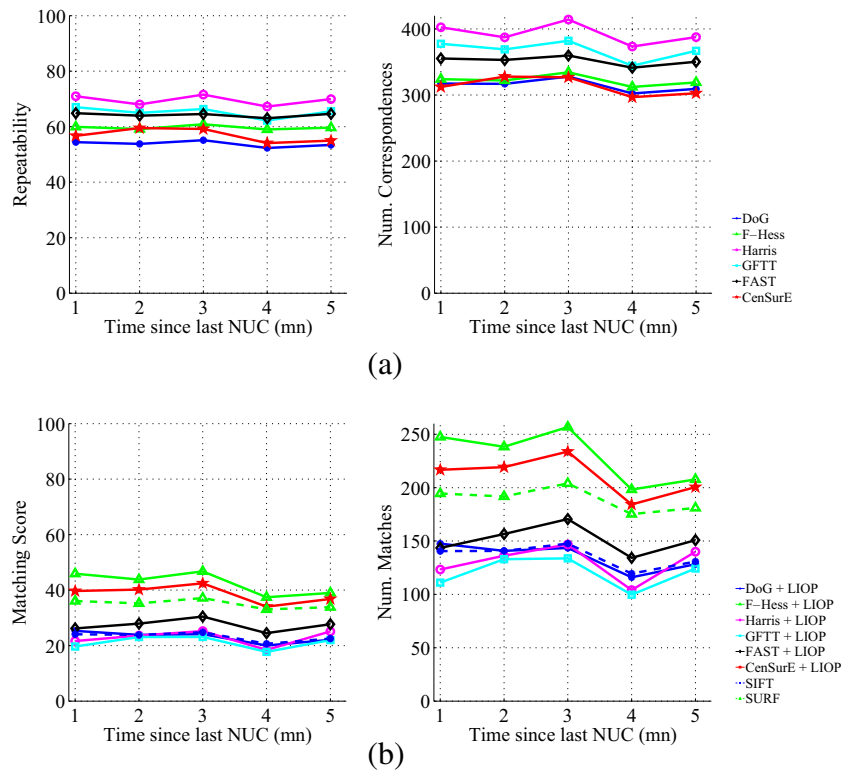 100
80
60
40
20
0
Repeatability
1 2 3 4 5
Time since last NUC (mn)
400
300
200
100
0
Num. Correspondences
1 2 3 4 5
Time since last NUC (mn)
DoG
F−Hess
Harris
GFTT
FAST
CenSurE
(a)
100
80
60
40
20
0
Matching Score
1 2 3 4 5
Time since last NUC (mn)
250
200
150
100
50
0
Num. Matches
1 2 3 4 5
Time since last NUC (mn)
DoG + LIOP
F−Hess + LIOP
Harris + LIOP
GFTT + LIOP
FAST + LIOP
CenSurE + LIOP
SIFT
SURF
(b)